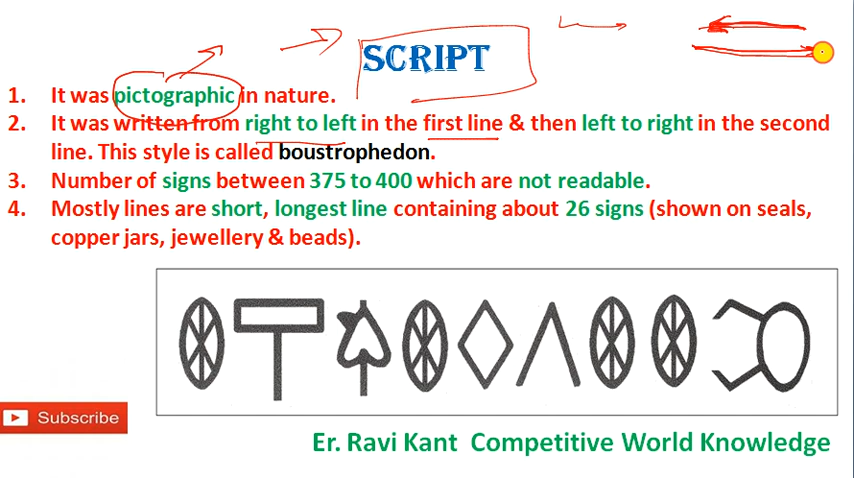 SCRIPT
1. It was pictographic in nature.
2. It was written from right to left in the first line & then left to right in the second
line. This style is called boustrophedon.
3. Number of signs between 375 to 400 which are not readable.
4. Mostly lines are short, longest line containing about 26 signs (shown on seals,
copper jars, jewellery & beads).
Subscribe
Er. Ravi Kant Competitive World Knowledge